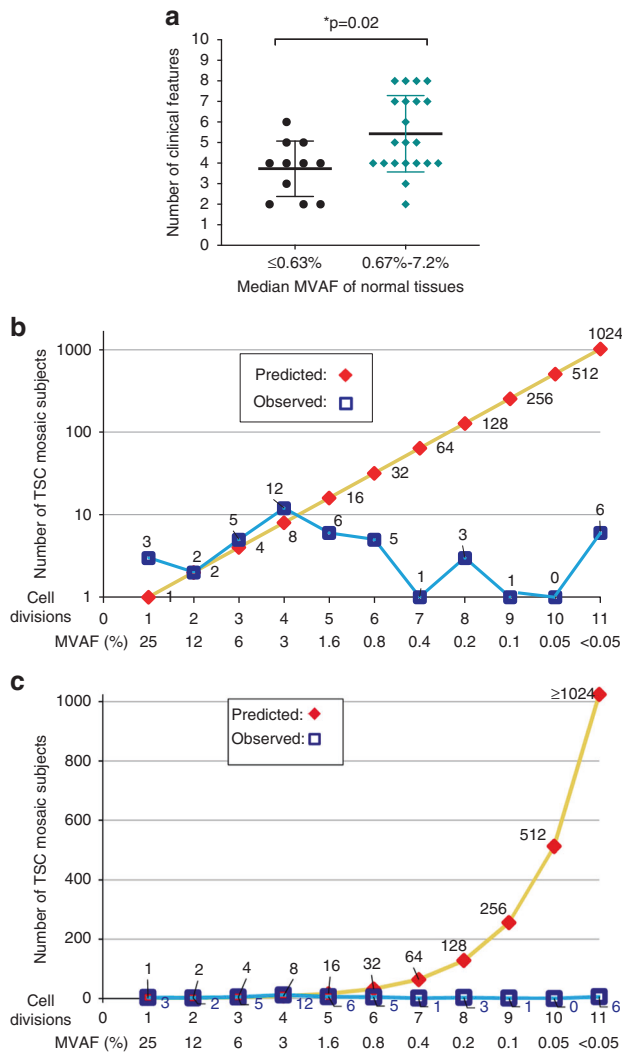 a
*p=0.02
Number of clinical features
10
9
8
7
6
5
4
3
2
1
0
≤0.63% 0.67%-7.2%
Median MVAF of normal tissues
b
Number of TSC mosaic subjects
1000
100
10
1
Predicted:
Observed:
1024
512
256
128
64
32
16
8
4
2
1
3
2
5
12
6
5
1
3
1
0
6
Cell divisions
0 1 2 3 4 5 6 7 8 9 10 11
MVAF (%) 25 12 6 3 1.6 0.8 0.4 0.2 0.1 0.05 <0.05
c
Number of TSC mosaic subjects
1000
800
600
400
200
0
Predicted:
Observed:
≥1024
512
256
128
64
32
16
8
4
2
1
3 2 5 12 6 5 1 3 1 0 6
Cell divisions
0 1 2 3 4 5 6 7 8 9 10 11
MVAF (%) 25 12 6 3 1.6 0.8 0.4 0.2 0.1 0.05 <0.05